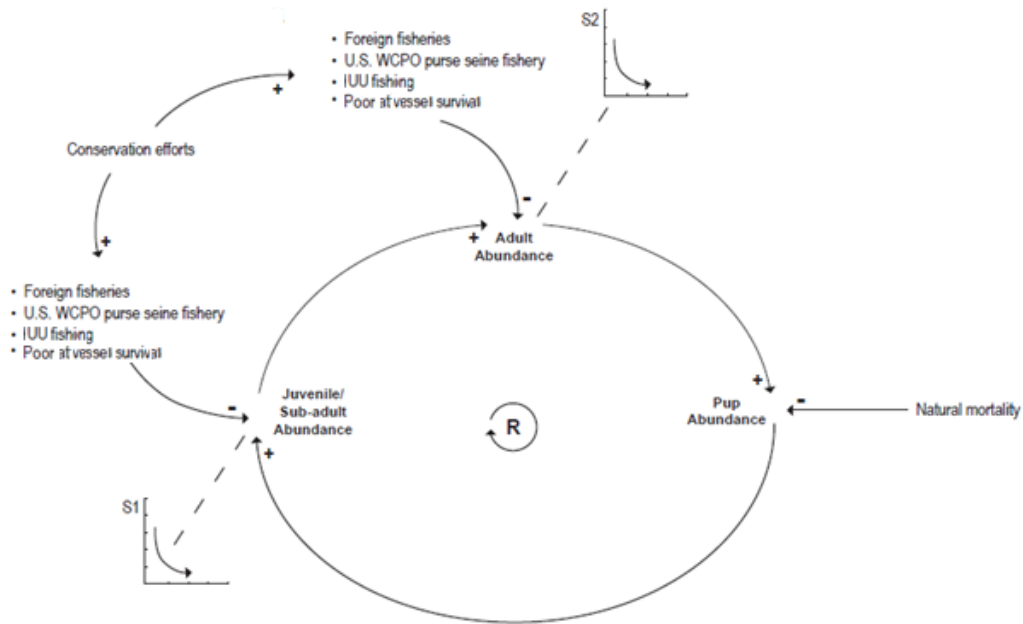 • Foreign fisheries
• U.S. WCPO purse seine fishery
• IUU fishing
• Poor at vessel survival
S2
+
Conservation efforts
-
+
+
Adult
Abundance
• Foreign fisheries
• U.S. WCPO purse seine fishery
• IUU fishing
• Poor at vessel survival
+
-
Pup
Abundance
Natural mortality
-
Juvenile/
Sub-adult
Abundance
R
+
S1